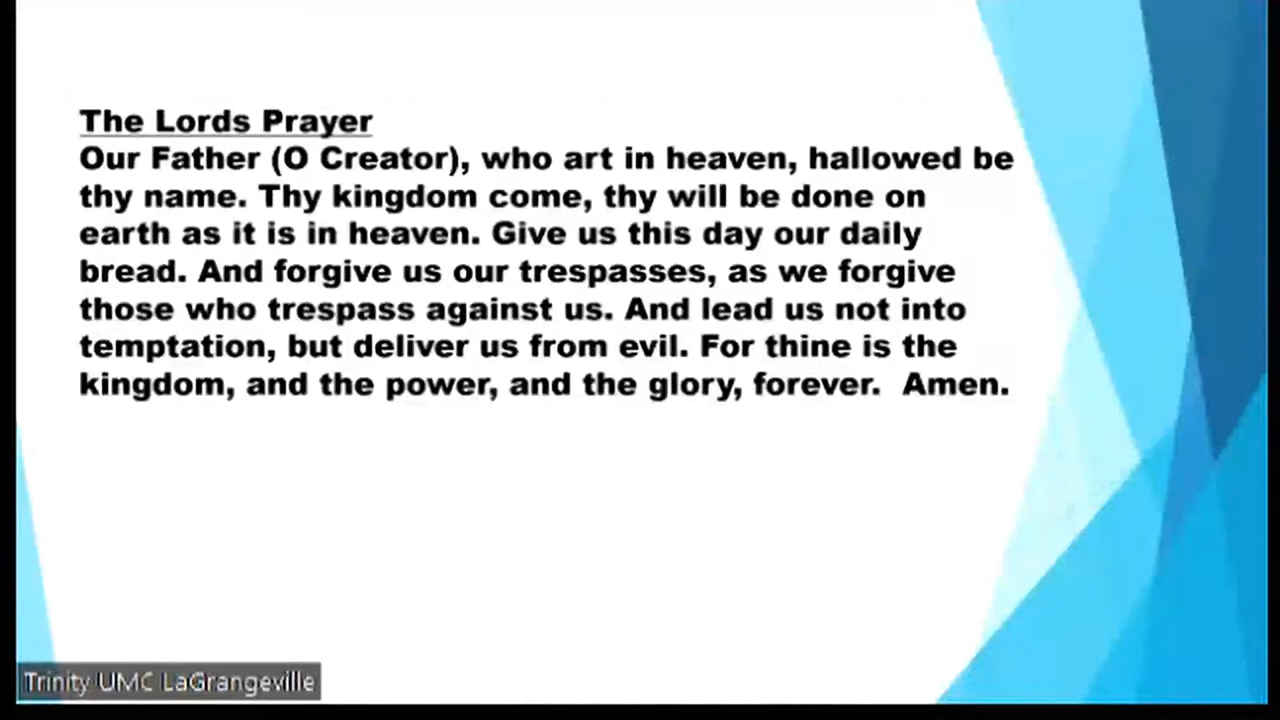 The Lords Prayer
Our Father (O Creator), who art in heaven, hallowed be
thy name. Thy kingdom come, thy will be done on
earth as it is in heaven. Give us this day our daily
bread. And forgive us our trespasses, as we forgive
those who trespass against us. And lead us not into
temptation, but deliver us from evil. For thine is the
kingdom, and the power, and the glory, forever.  Amen.
Trinity UMC LaGrangeville